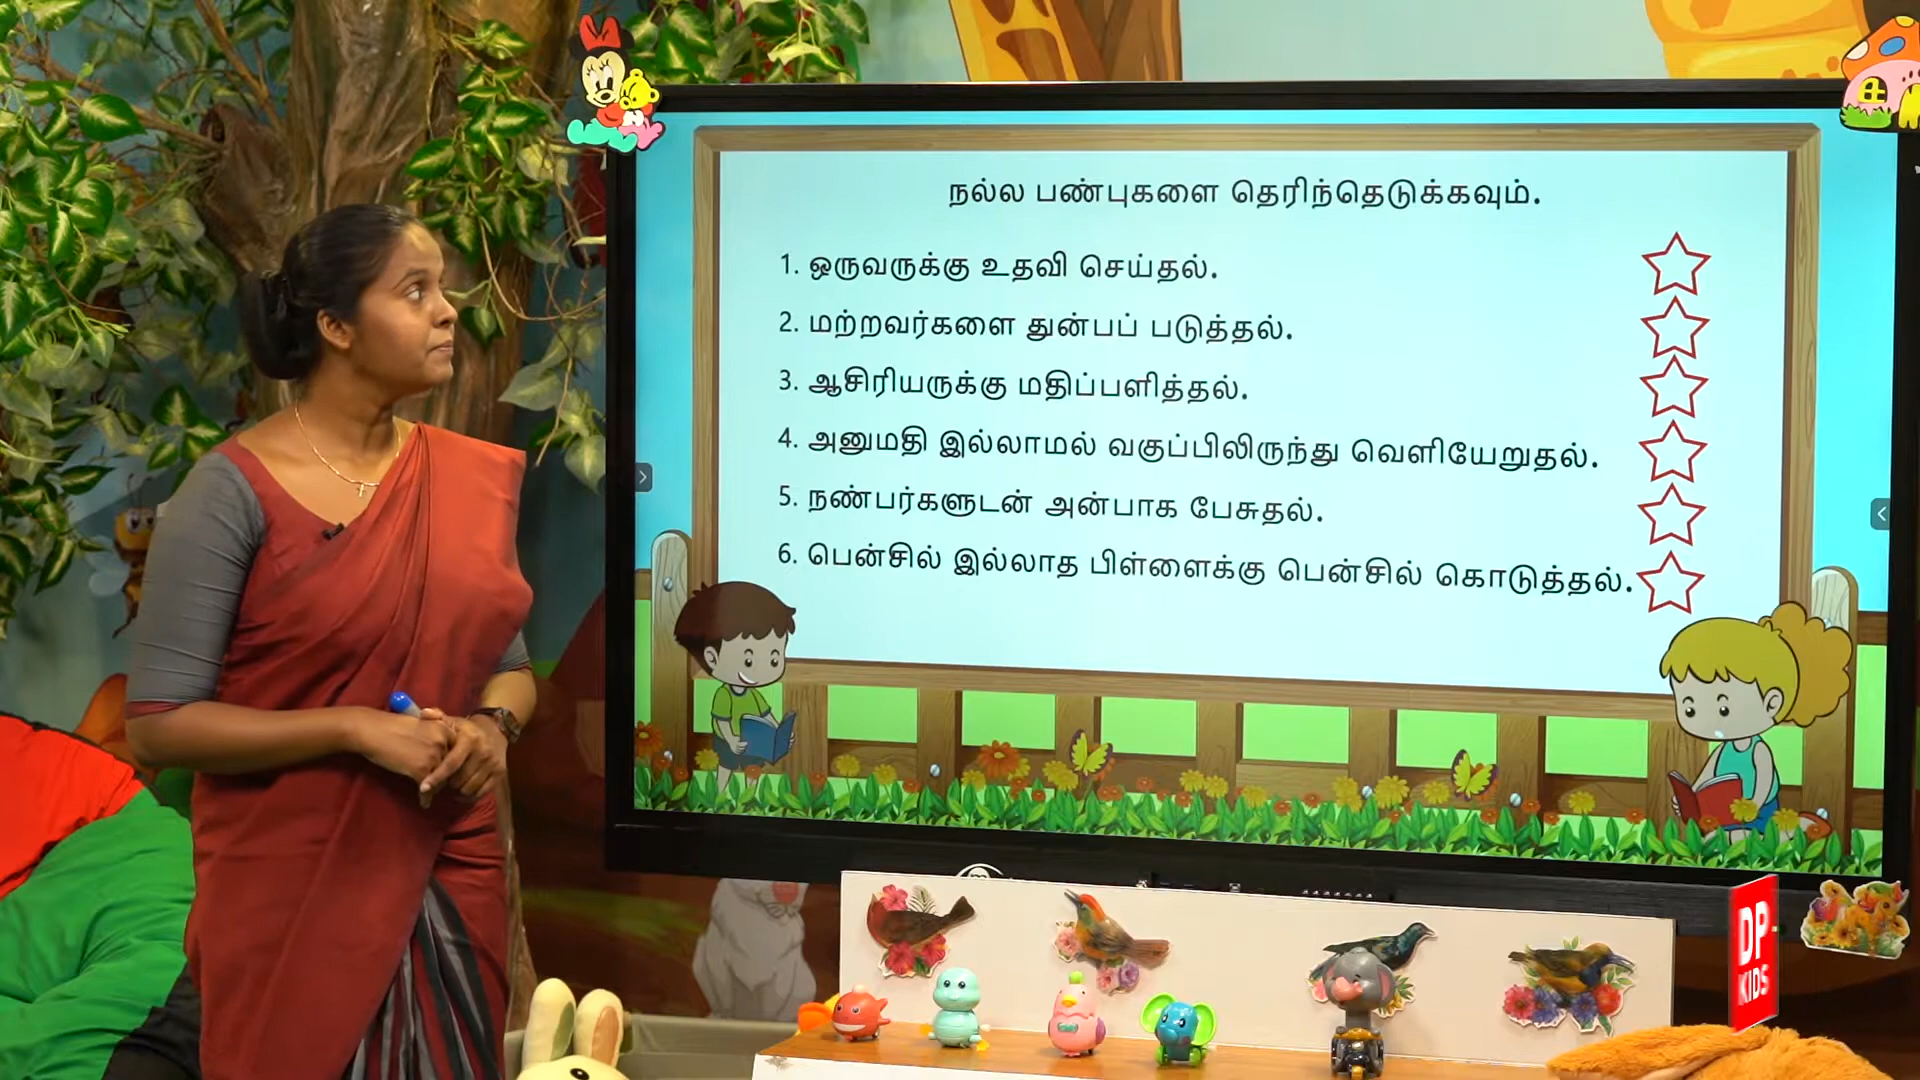 நல்ல பண்புகளை தெரிந்தெடுக்கவும்.
1. ஒருவருக்கு உதவி செய்தல்.
2. மற்றவர்களை துன்பப் படுத்தல்.
3. ஆசிரியருக்கு மதிப்பளித்தல்.
4. அனுமதி இல்லாமல் வகுப்பிலிருந்து வெளியேறுதல்.
5. நண்பர்களுடன் அன்பாக பேசுதல்.
6. பென்சில் இல்லாத பிள்ளைக்கு பென்சில் கொடுத்தல்.
DP
KIDS